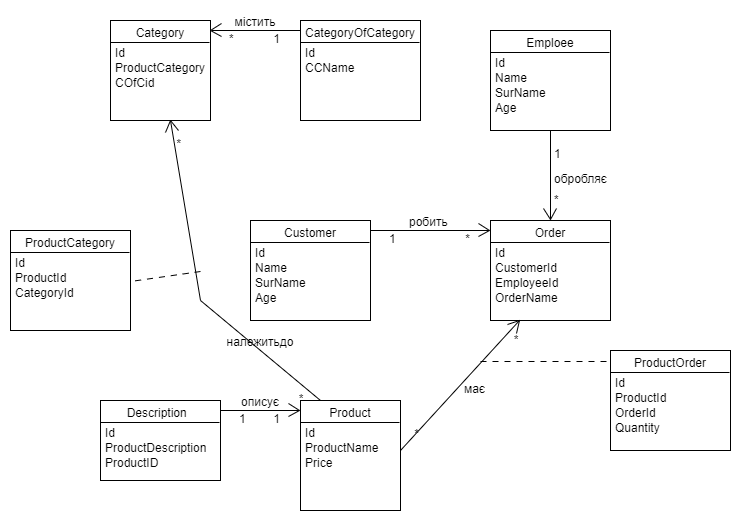 Category
Id
ProductCategory
COfCid
містить
*
1
CategoryOfCategory
Id
CCName
Emploee
Id
Name
SurName
Age
1
обробляє
*
*
ProductCategory
Id
ProductId
CategoryId
Customer
Id
Name
SurName
Age
робить
1
*
Order
Id
CustomerId
EmployeeId
OrderName
належитьдо
*
*
має
*
ProductOrder
Id
ProductId
OrderId
Quantity
Description
Id
ProductDescription
ProductID
описує
1
1
Product
Id
ProductName
Price